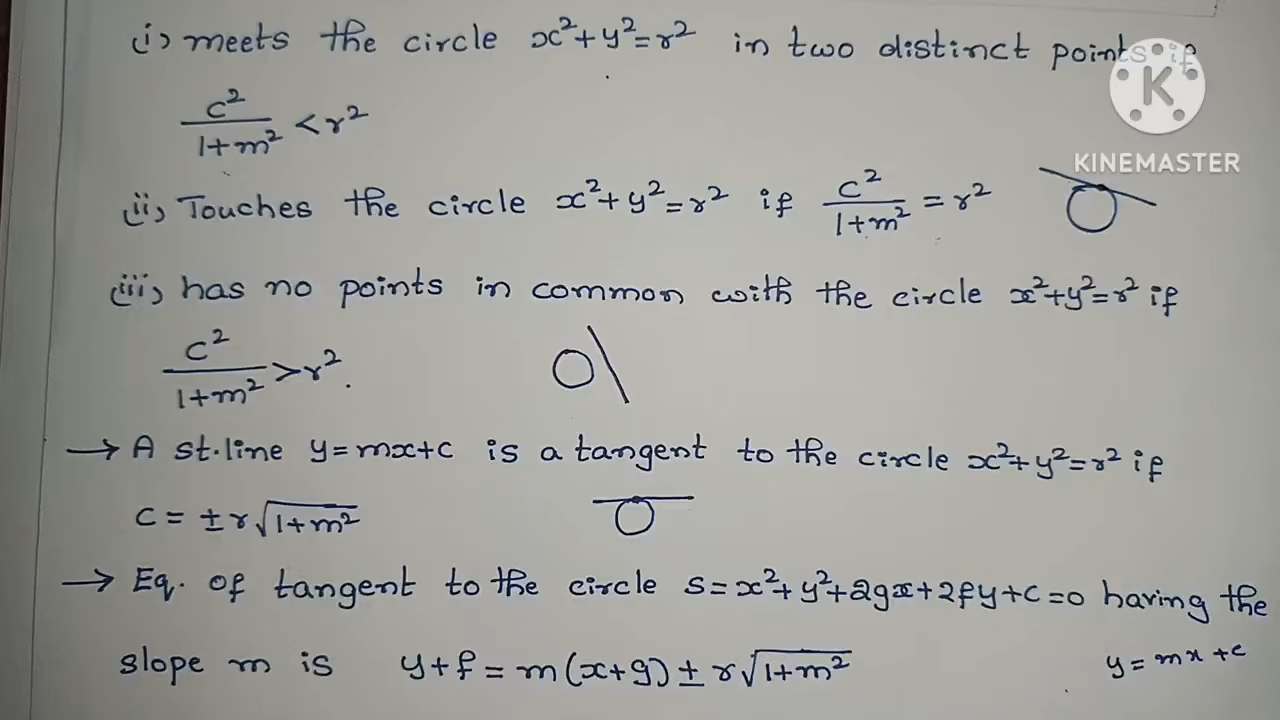 (i) meets the circle x²+y²=r² in two distinct points if
c²/(1+m²) < r²
K
KINEMASTER
(ii) Touches the circle x²+y²=r² if c²/(1+m²) = r²
(iii) has no points in common with the circle x²+y²=r² if
c²/(1+m²) > r².
→ A st.line y=mx+c is a tangent to the circle x²+y²=r² if
c = ±r√(1+m²)
→ Eq. of tangent to the circle S=x²+y²+2gx+2fy+c=0 having the
slope m is y+f = m(x+g) ± r√(1+m²)
y=mx+c